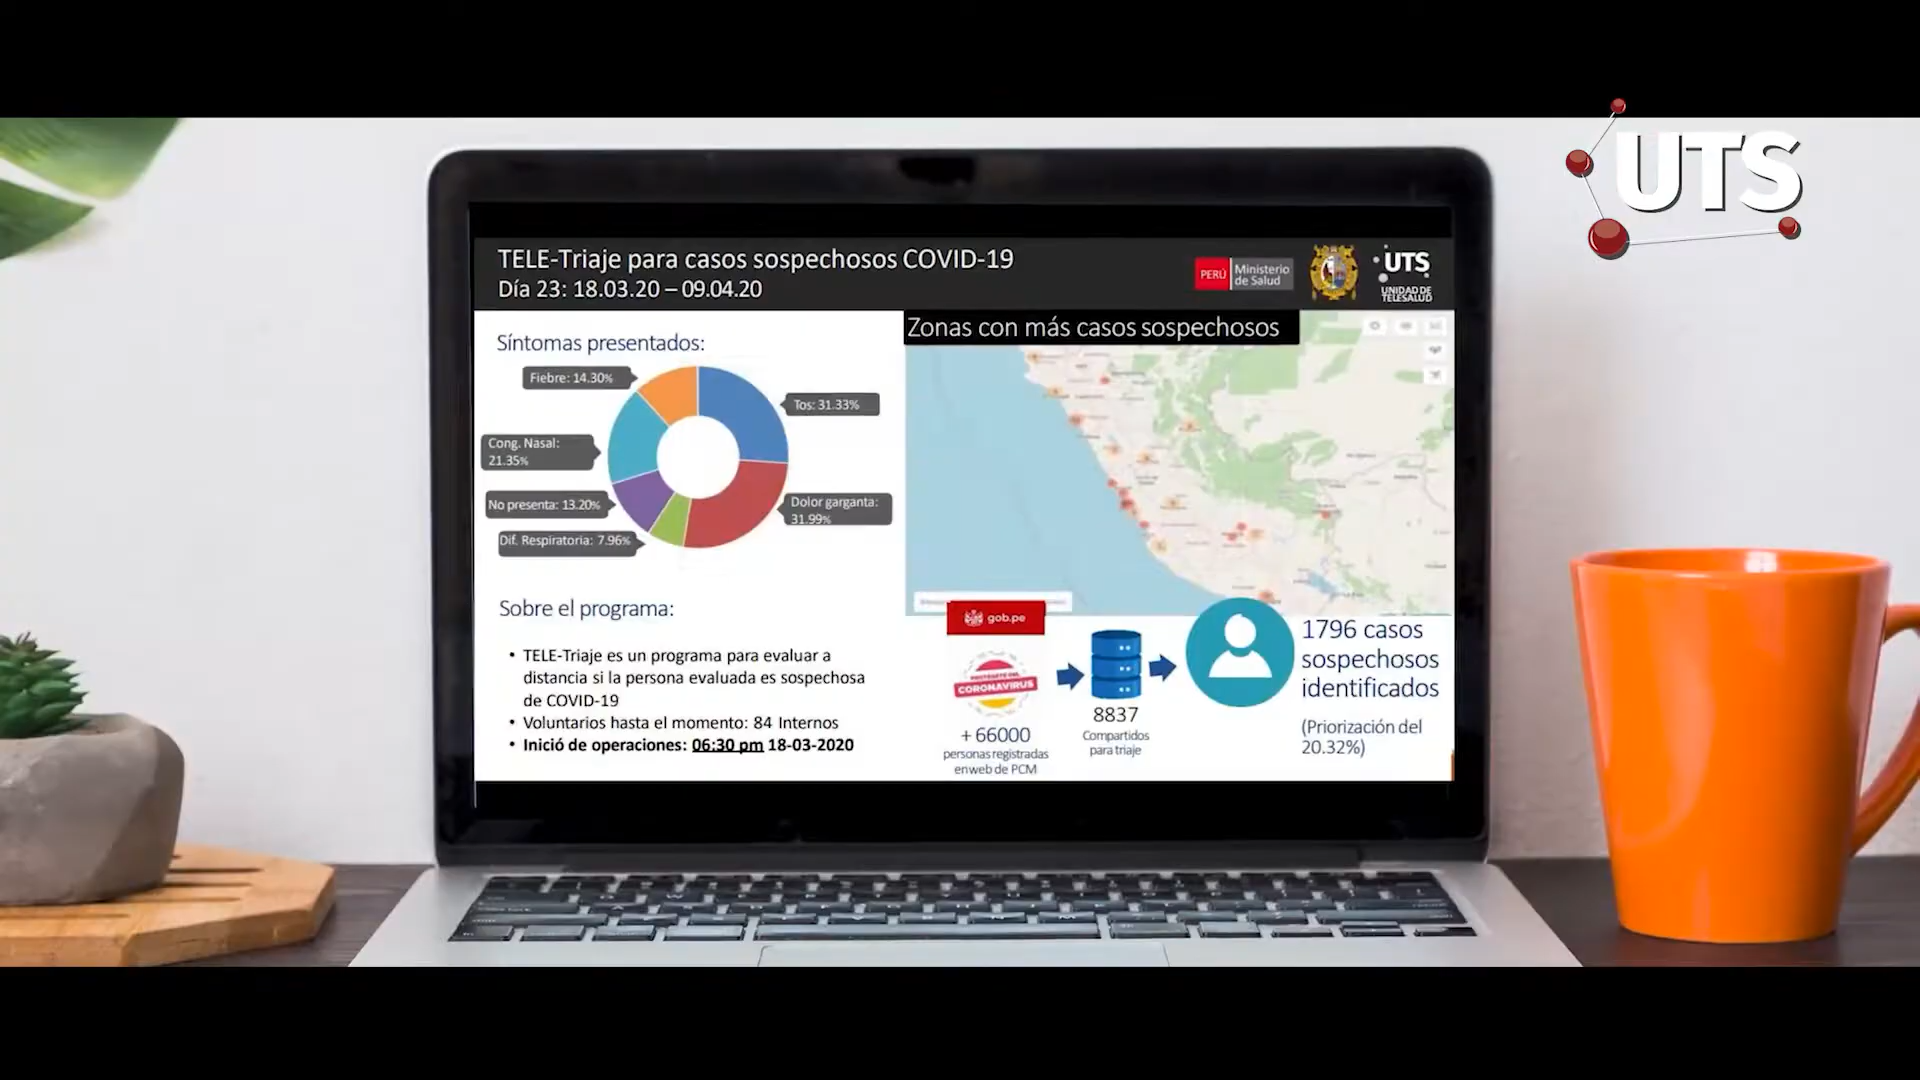 UTS
TELE-Triaje para casos sospechosos COVID-19
Día 23: 18.03.20 – 09.04.20
PERÚ
Ministerio
de Salud
UTS
UNIDAD DE
TELESALUD
Síntomas presentados:
Fiebre: 14.30%
Tos: 31.33%
Cong. Nasal:
21.35%
No presenta: 13.20%
Dolor garganta:
31.99%
Dif. Respiratoria: 7.96%
Zonas con más casos sospechosos
Sobre el programa:
• TELE-Triaje es un programa para evaluar a
distancia si la persona evaluada es sospechosa
de COVID-19
• Voluntarios hasta el momento: 84 Internos
• Inició de operaciones: 06:30 pm 18-03-2020
gob.pe
CORONAVIRUS
+ 66000
personas registradas
en web de PCM
8837
Compartidos
para triaje
1796 casos
sospechosos
identificados
(Priorización del
20.32%)